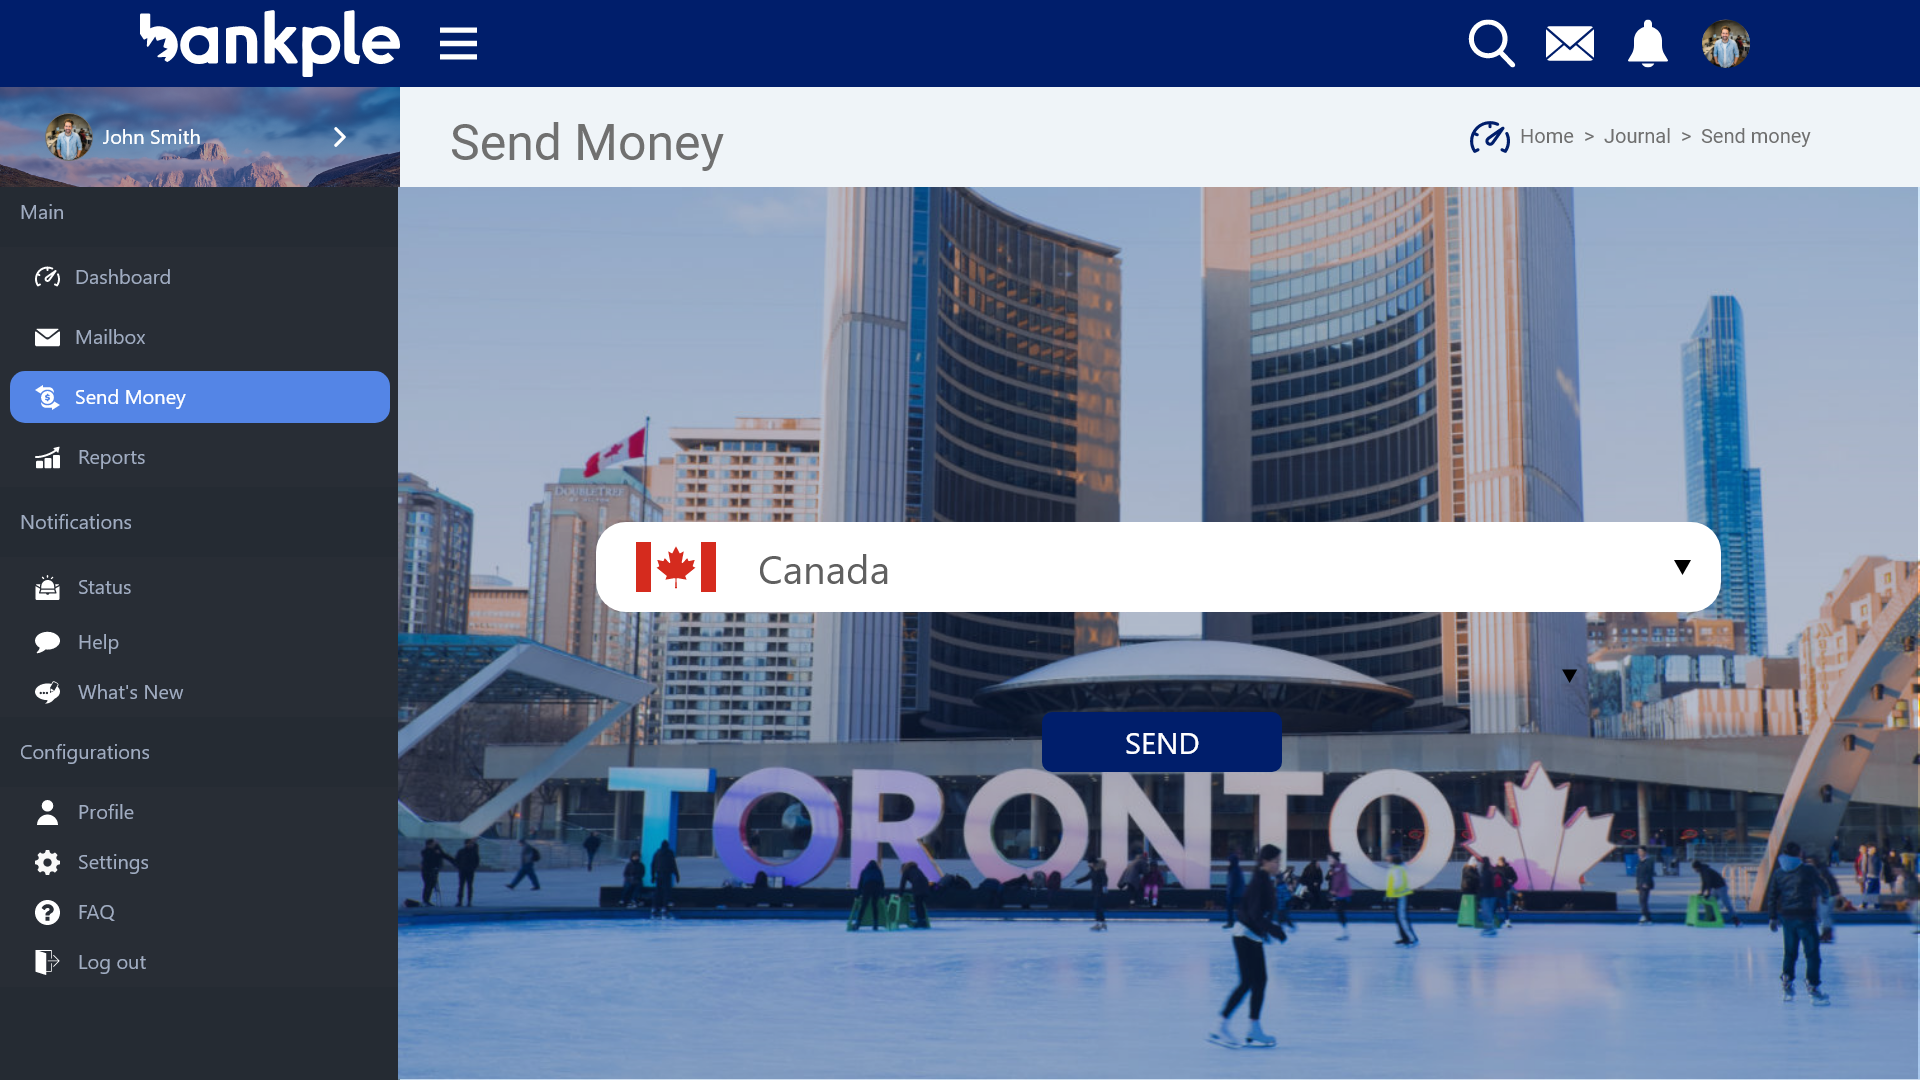 bankple
John Smith
Send Money
Home > Journal > Send money
Main
Dashboard
Mailbox
Send Money
Reports
Notifications
Status
Help
What's New
Configurations
Profile
Settings
FAQ
Log out
DOUBLETREE
Canada
SEND
TORONTO